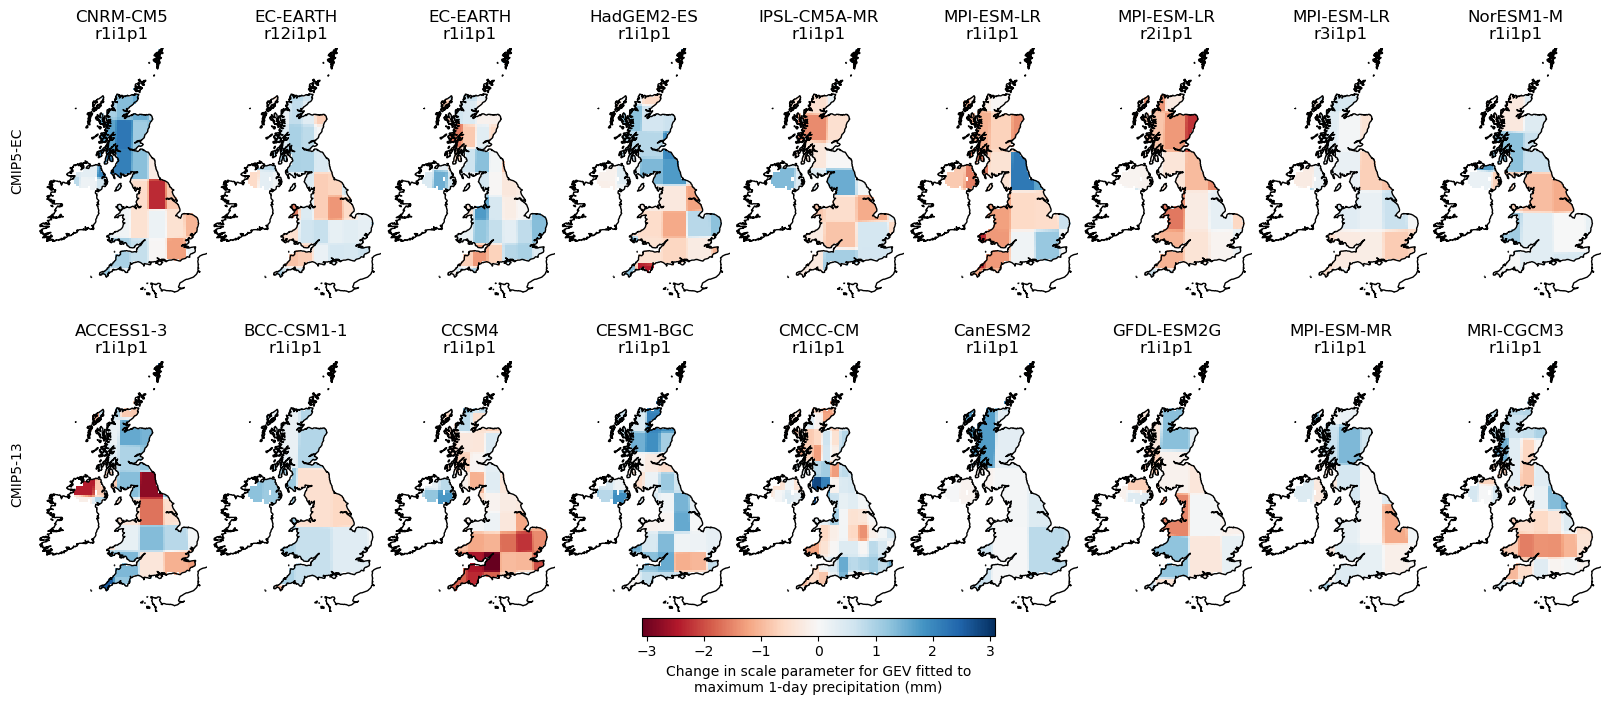 CNRM-CM5 EC-EARTH EC-EARTH HadGEM2-ES IPSL-CM5A-MR MPI-ESM-LR MPI-ESM-LR MPI-ESM-LR NorESM1-M
r1i1p1 r12i1p1 r1i1p1 r1i1p1 r1i1p1 r1i1p1 r2i1p1 r3i1p1 r1i1p1
CMIP5-EC
ACCESS1-3 BCC-CSM1-1 CCSM4 CESM1-BGC CMCC-CM CanESM2 GFDL-ESM2G MPI-ESM-MR MRI-CGCM3
r1i1p1 r1i1p1 r1i1p1 r1i1p1 r1i1p1 r1i1p1 r1i1p1 r1i1p1 r1i1p1
CMIP5-13
−3 −2 −1 0 1 2 3
Change in scale parameter for GEV fitted to
maximum 1-day precipitation (mm)